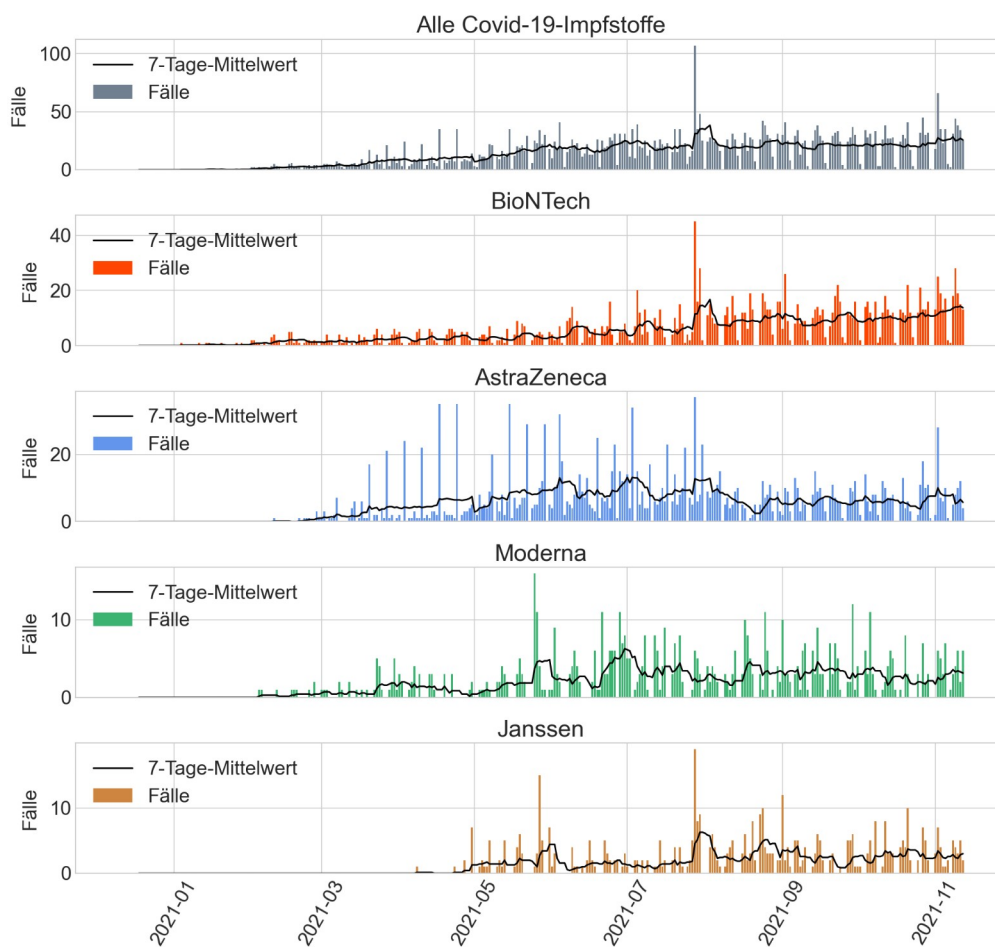 Alle Covid-19-Impfstoffe
Fälle
100
50
0
7-Tage-Mittelwert
Fälle
BioNTech
Fälle
40
20
0
7-Tage-Mittelwert
Fälle
AstraZeneca
Fälle
20
0
7-Tage-Mittelwert
Fälle
Moderna
Fälle
10
0
7-Tage-Mittelwert
Fälle
Janssen
Fälle
10
0
7-Tage-Mittelwert
Fälle
2021-01
2021-03
2021-05
2021-07
2021-09
2021-11